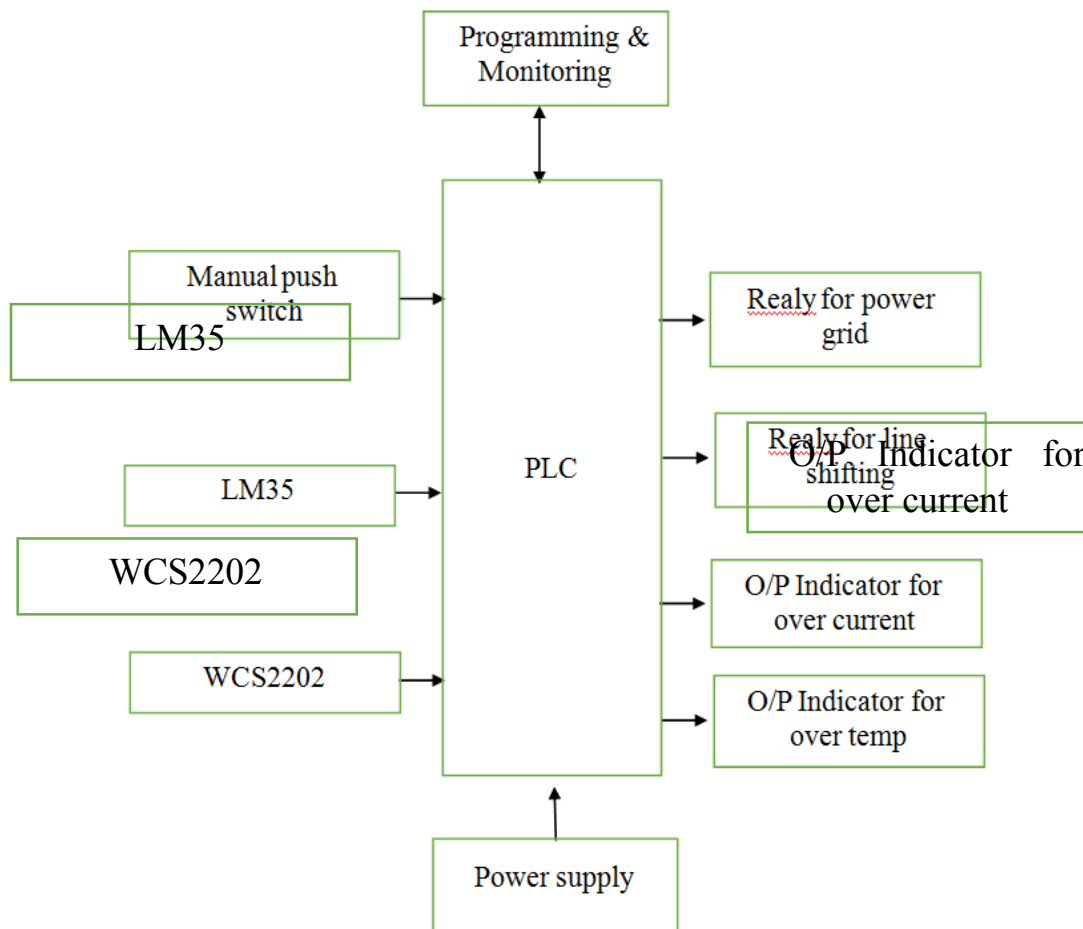 Programming &
Monitoring
Manual push
switch
LM35
LM35
WCS2202
WCS2202
PLC
Realy for power
grid
Realy for line
shifting
O/P Indicator for
over current
O/P Indicator for
over current
O/P Indicator for
over temp
Power supply